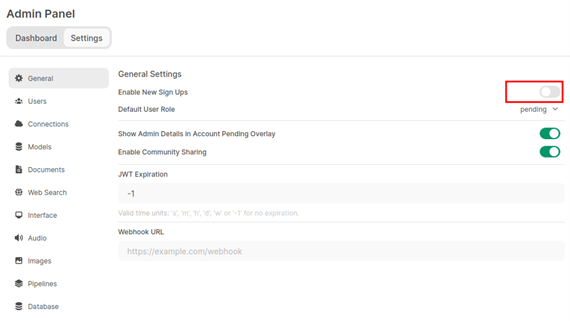 Admin Panel
Dashboard Settings
General
Users
Connections
Models
Documents
Web Search
Interface
Audio
Images
Pipelines
Database
General Settings
Enable New Sign Ups
Default User Role pending
Show Admin Details in Account Pending Overlay
Enable Community Sharing
JWT Expiration
-1
Valid time units: 's', 'm', 'h', 'd', 'w' or '-1' for no expiration.
Webhook URL
https://example.com/webhook